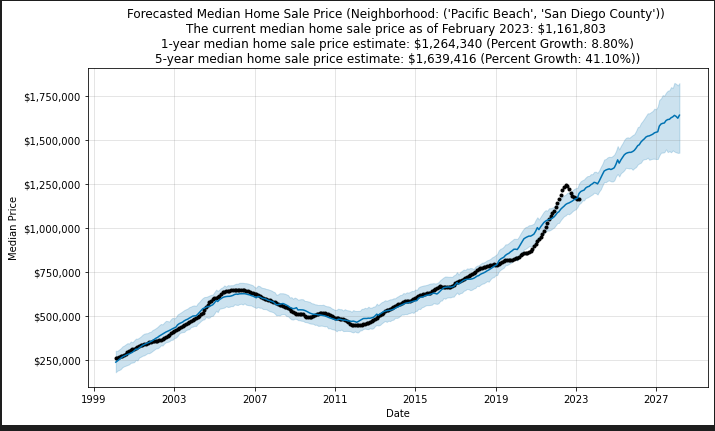 Forecasted Median Home Sale Price (Neighborhood: ('Pacific Beach', 'San Diego County'))
The current median home sale price as of February 2023: $1,161,803
1-year median home sale price estimate: $1,264,340 (Percent Growth: 8.80%)
5-year median home sale price estimate: $1,639,416 (Percent Growth: 41.10%))
$1,750,000
$1,500,000
$1,250,000
$1,000,000
$750,000
$500,000
$250,000
Median Price
1999 2003 2007 2011 2015 2019 2023 2027
Date